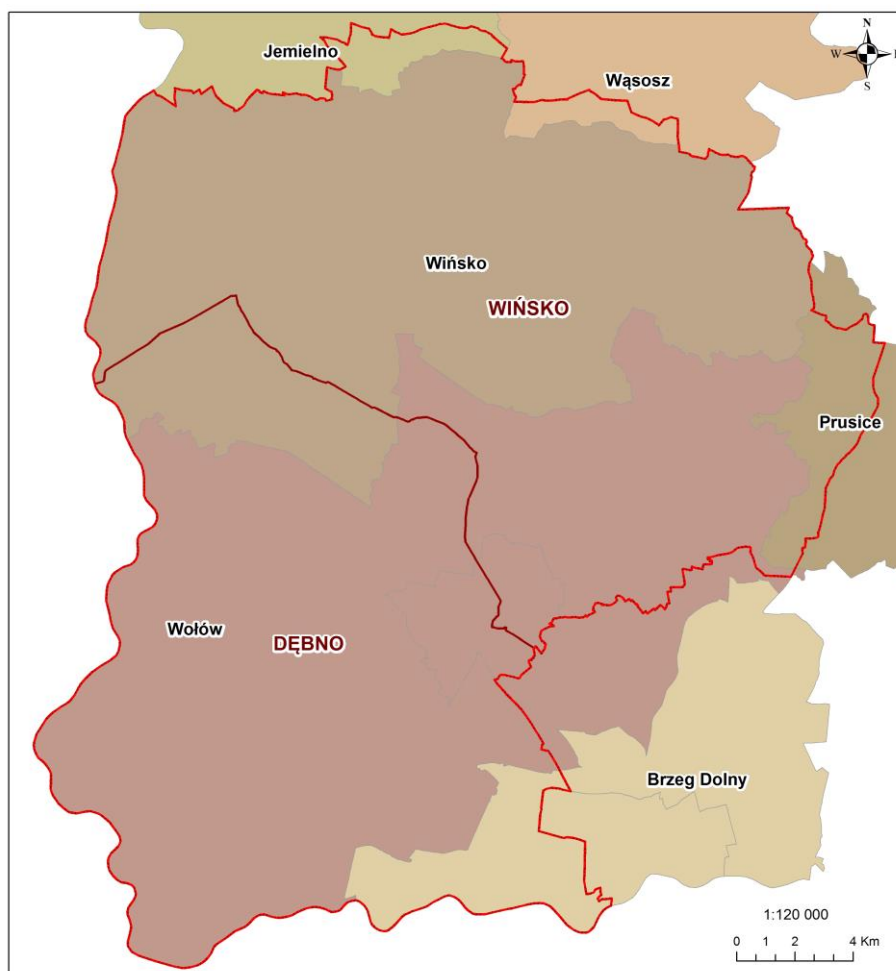 Jemielno
Wąsosz
N
W
S
Wińsko
WIŃSKO
Prusice
Wołów
DĘBNO
Brzeg Dolny
1:120 000
0 1 2 4 Km